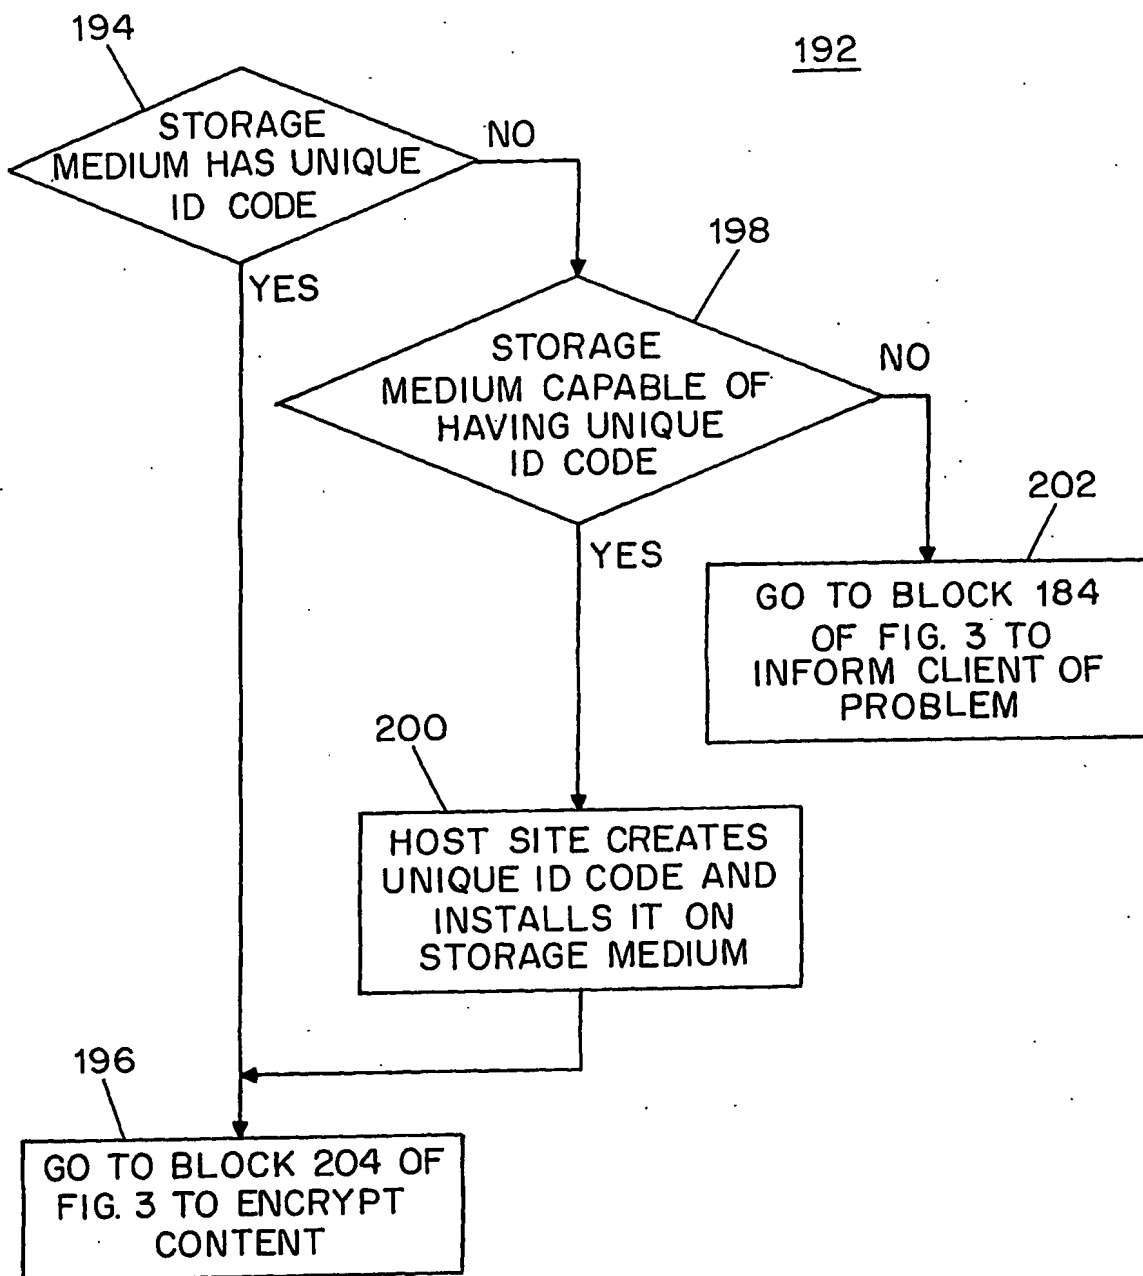 194
192
STORAGE
MEDIUM HAS UNIQUE
ID CODE
NO
YES
198
STORAGE
MEDIUM CAPABLE OF
HAVING UNIQUE
ID CODE
NO
YES
202
GO TO BLOCK 184
OF FIG. 3 TO
INFORM CLIENT OF
PROBLEM
200
HOST SITE CREATES
UNIQUE ID CODE AND
INSTALLS IT ON
STORAGE MEDIUM
196
GO TO BLOCK 204 OF
FIG. 3 TO ENCRYPT
CONTENT